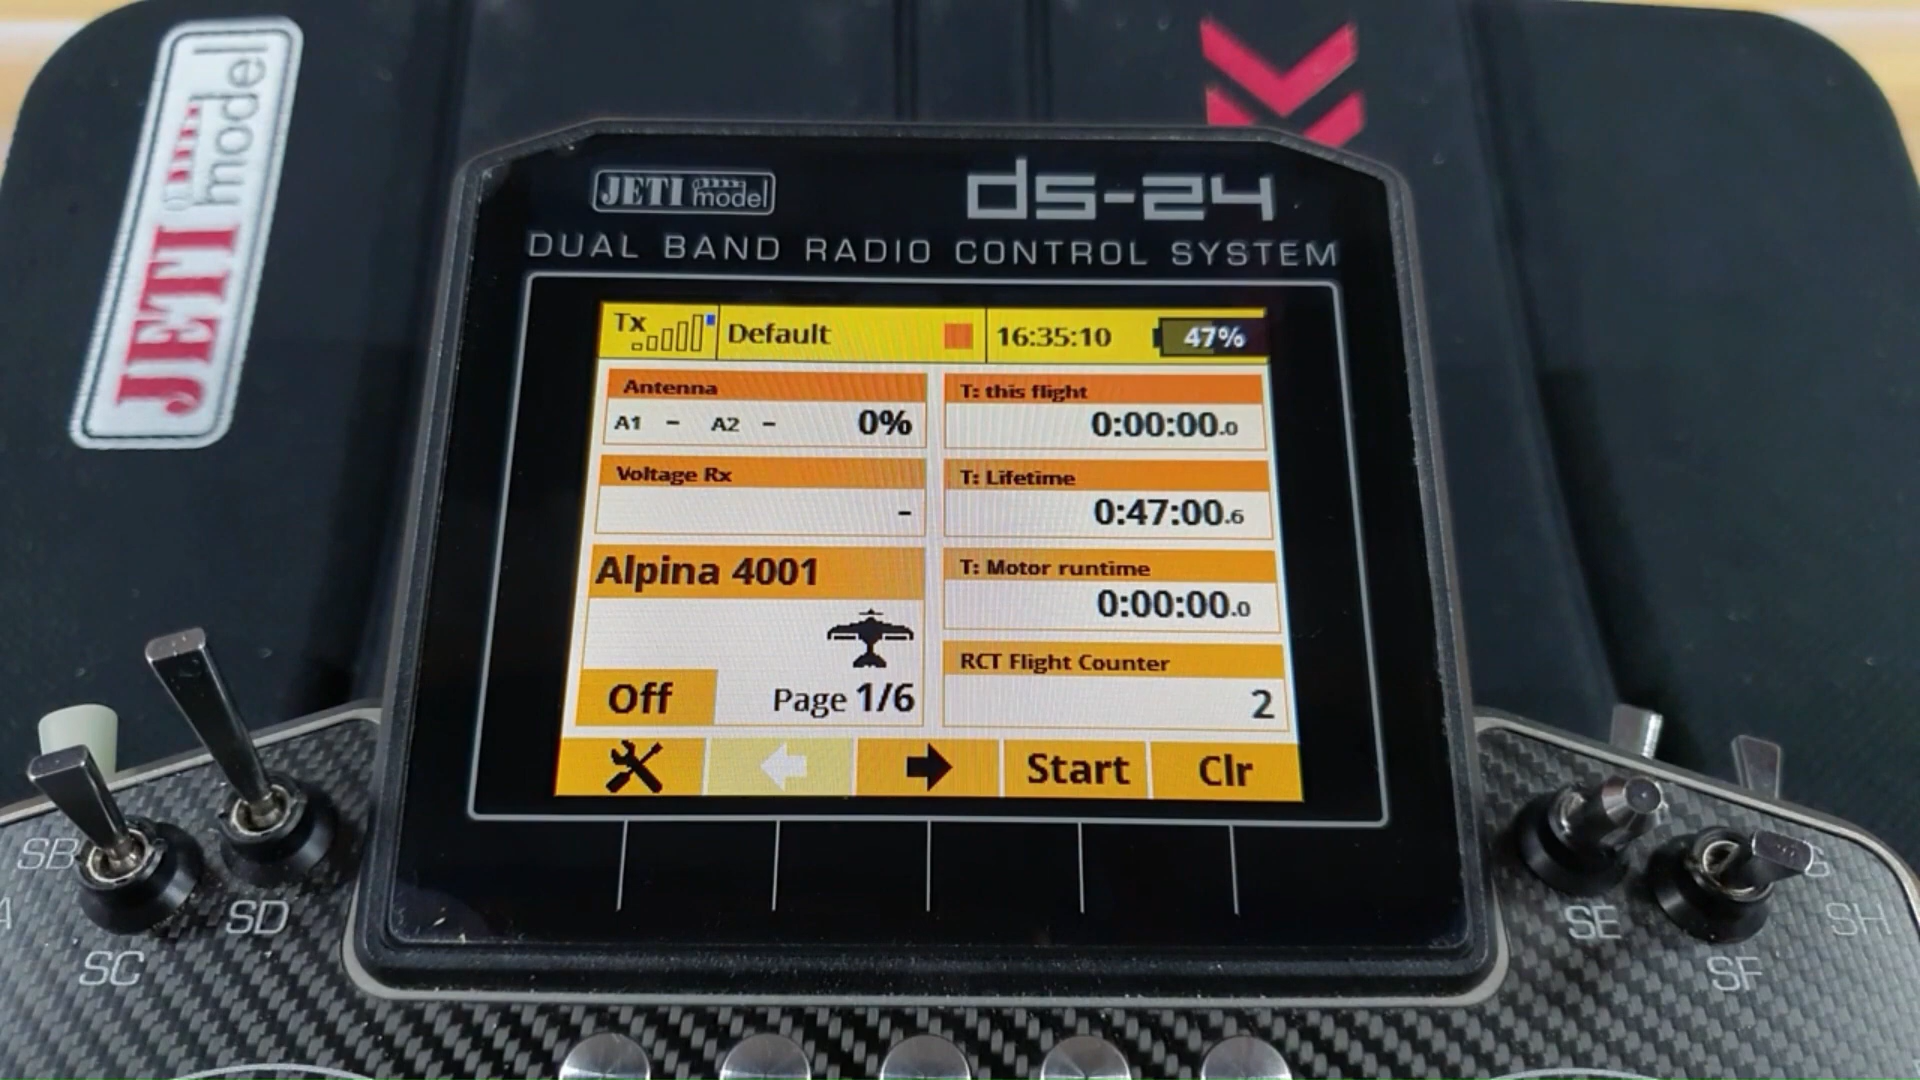 JETI model
JETI model
ds-24
DUAL BAND RADIO CONTROL SYSTEM
Tx Default 16:35:10 47%
Antenna
A1 - A2 - 0%
T: this flight
0:00:00.0
Voltage Rx
-
T: Lifetime
0:47:00.6
Alpina 4001
T: Motor runtime
0:00:00.0
RCT Flight Counter
2
Off Page 1/6
Start Clr
SB
SC
SD
SE
SF
SH